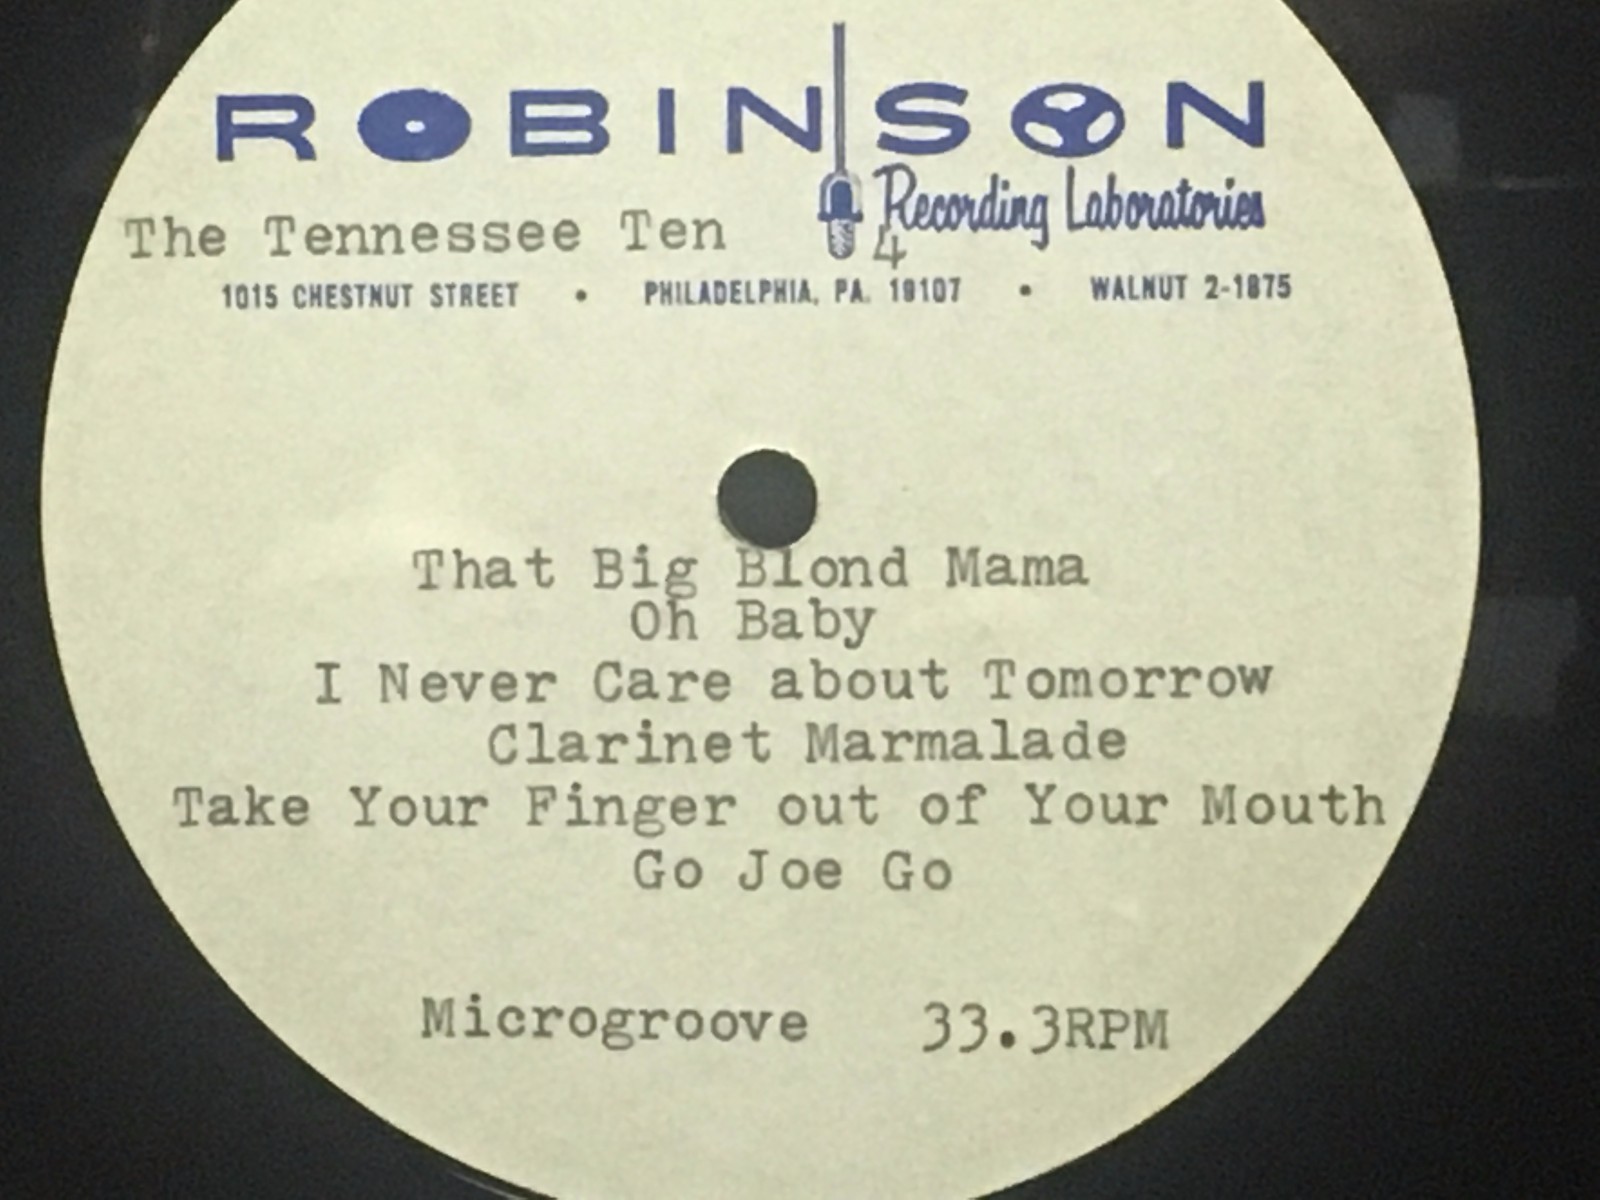 ROBINSON
Recording Laboratories
The Tennessee Ten
4
1015 CHESTNUT STREET • PHILADELPHIA, PA. 19107 • WALNUT 2-1875
That Big Blond Mama
Oh Baby
I Never Care about Tomorrow
Clarinet Marmalade
Take Your Finger out of Your Mouth
Go Joe Go
Microgroove 33.3RPM